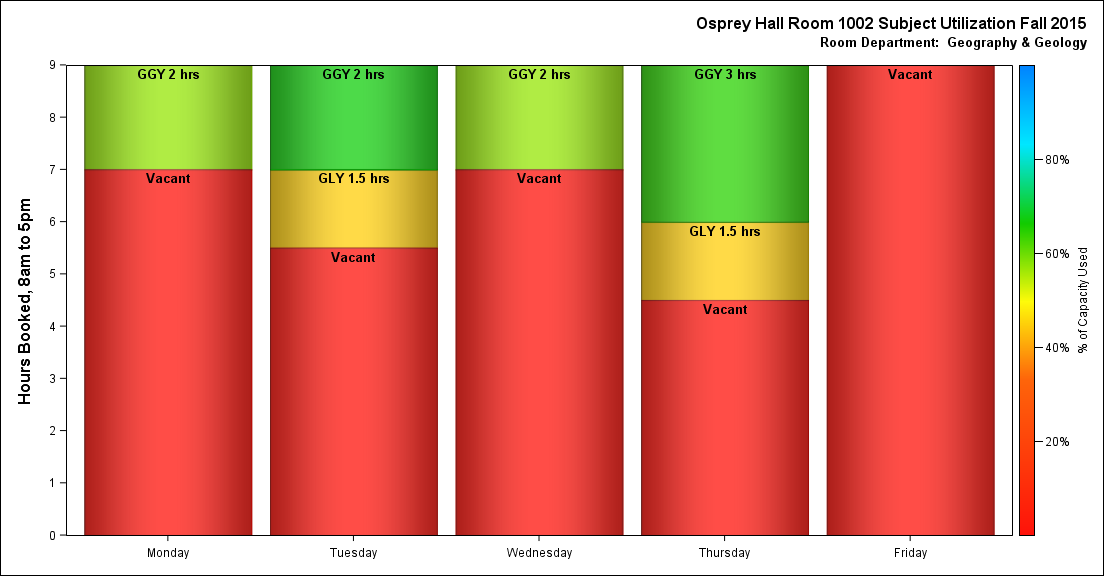 Osprey Hall Room 1002 Subject Utilization Fall 2015
Room Department: Geography & Geology
Hours Booked, 8am to 5pm
9
8
7
6
5
4
3
2
1
0
GGY 2 hrs
Vacant
GGY 2 hrs
GLY 1.5 hrs
Vacant
GGY 2 hrs
Vacant
GGY 3 hrs
GLY 1.5 hrs
Vacant
Vacant
Monday
Tuesday
Wednesday
Thursday
Friday
80%
60%
40%
20%
% of Capacity Used